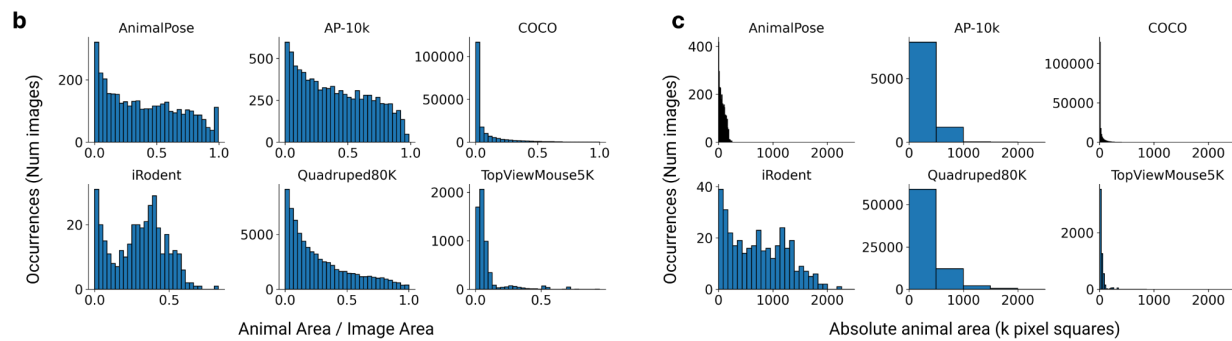 b
AnimalPose AP-10k COCO
200
0
0.0 0.5 1.0
500
250
0
0.0 0.5 1.0
100000
50000
0
0.0 0.5 1.0
iRodent Quadruped80K TopViewMouse5K
20
0
0.0 0.5
5000
0
0.0 0.5 1.0
2000
1000
0
0.0 0.5
Occurrences (Num images)
Animal Area / Image Area
c
AnimalPose AP-10k COCO
400
200
0
0 1000 2000
5000
0
0 1000 2000
100000
50000
0
0 1000 2000
iRodent Quadruped80K TopViewMouse5K
40
20
0
0 1000 2000
50000
25000
0
0 1000 2000
2000
0
0 1000 2000
Occurrences (Num images)
Absolute animal area (k pixel squares)